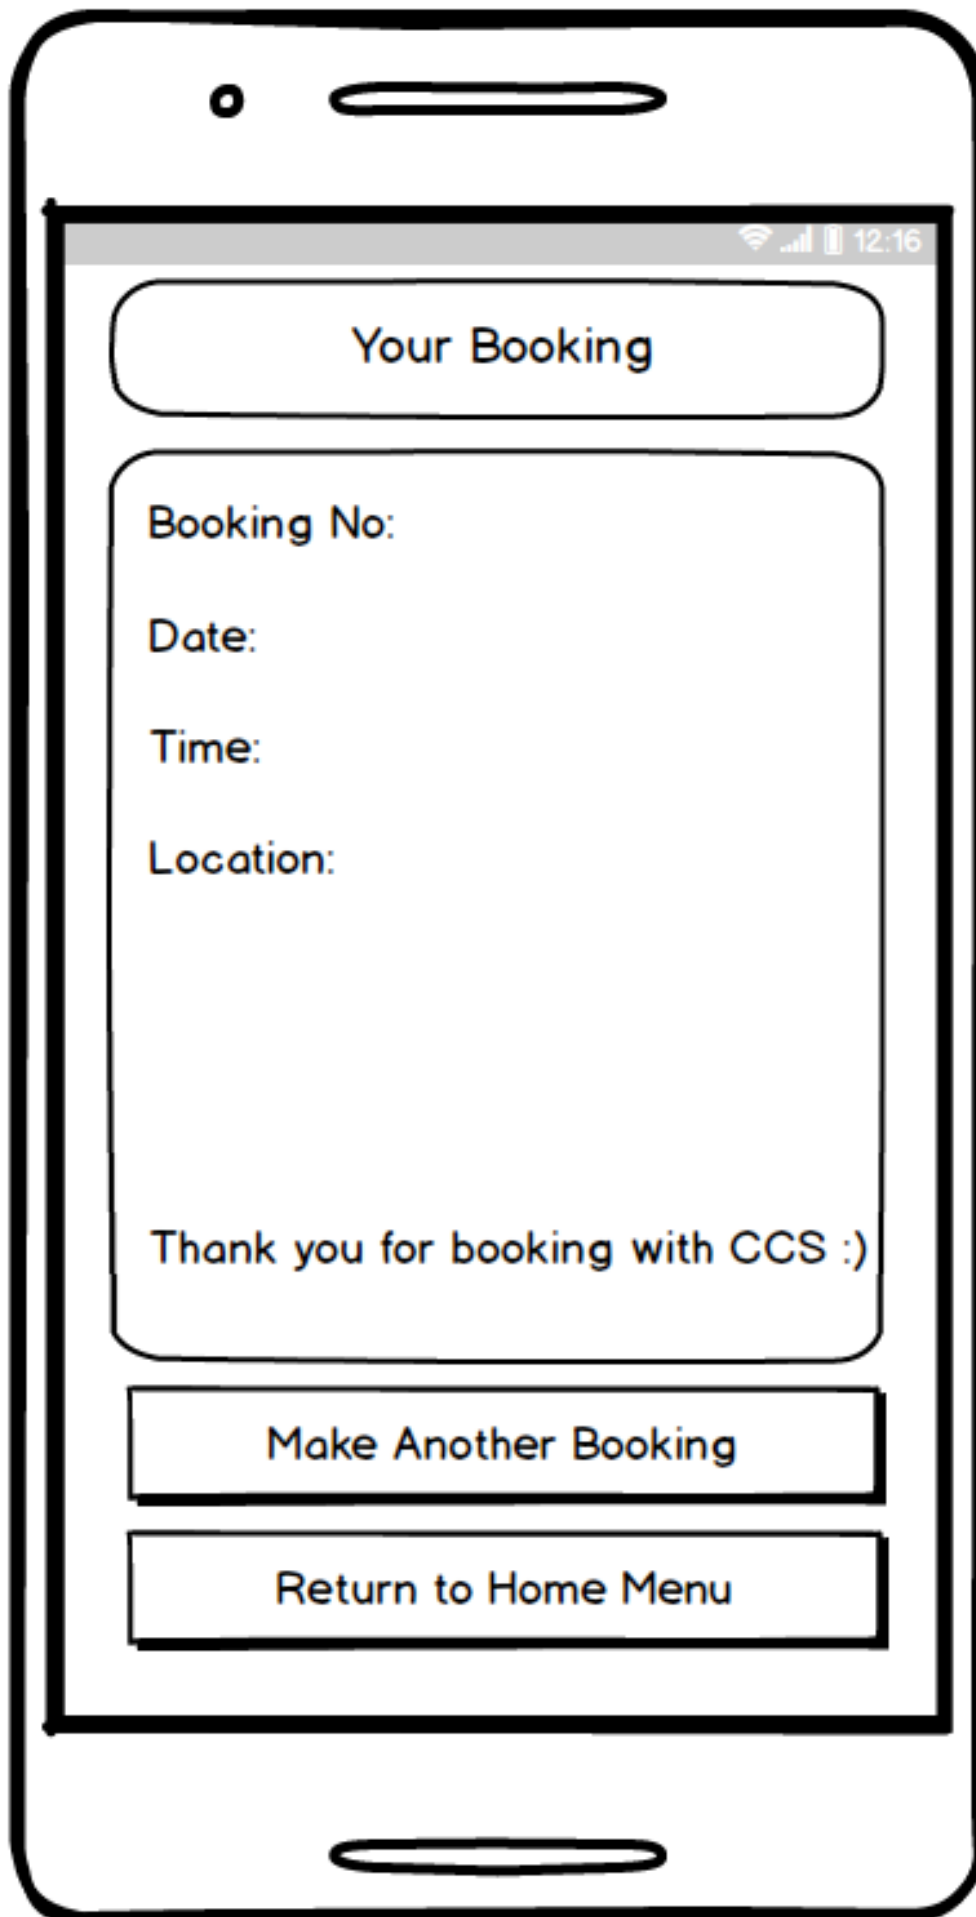 12:16
Your Booking
Booking No:
Date:
Time:
Location:
Thank you for booking with CCS :)
Make Another Booking
Return to Home Menu